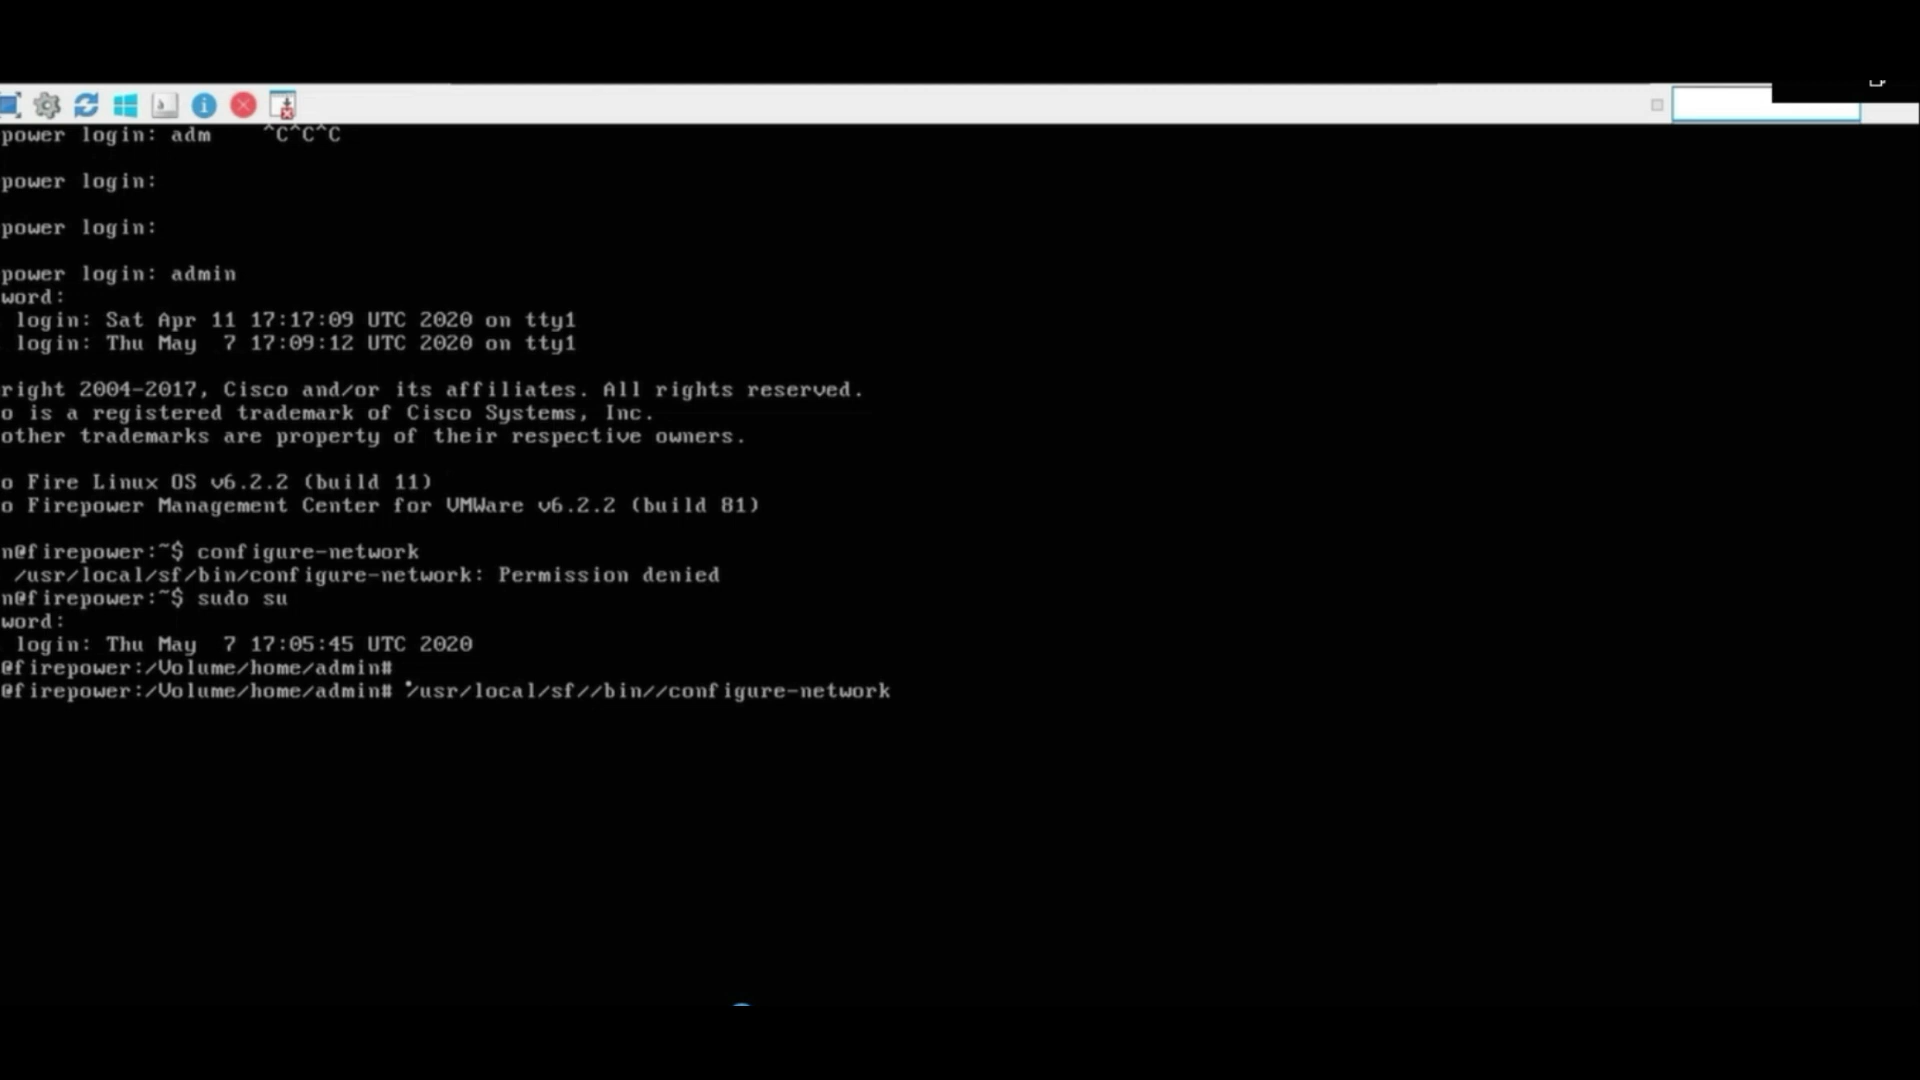 power login: adm    ^C^C^C
power login:
power login:
power login: admin
word:
login: Sat Apr 11 17:17:09 UTC 2020 on tty1
login: Thu May  7 17:09:12 UTC 2020 on tty1
right 2004-2017, Cisco and/or its affiliates. All rights reserved.
o is a registered trademark of Cisco Systems, Inc.
other trademarks are property of their respective owners.
o Fire Linux OS v6.2.2 (build 11)
o Firepower Management Center for VMWare v6.2.2 (build 81)
n@firepower:~$ configure-network
/usr/local/sf/bin/configure-network: Permission denied
n@firepower:~$ sudo su
word:
login: Thu May  7 17:05:45 UTC 2020
@firepower:/Volume/home/admin#
@firepower:/Volume/home/admin# /usr/local/sf//bin//configure-network